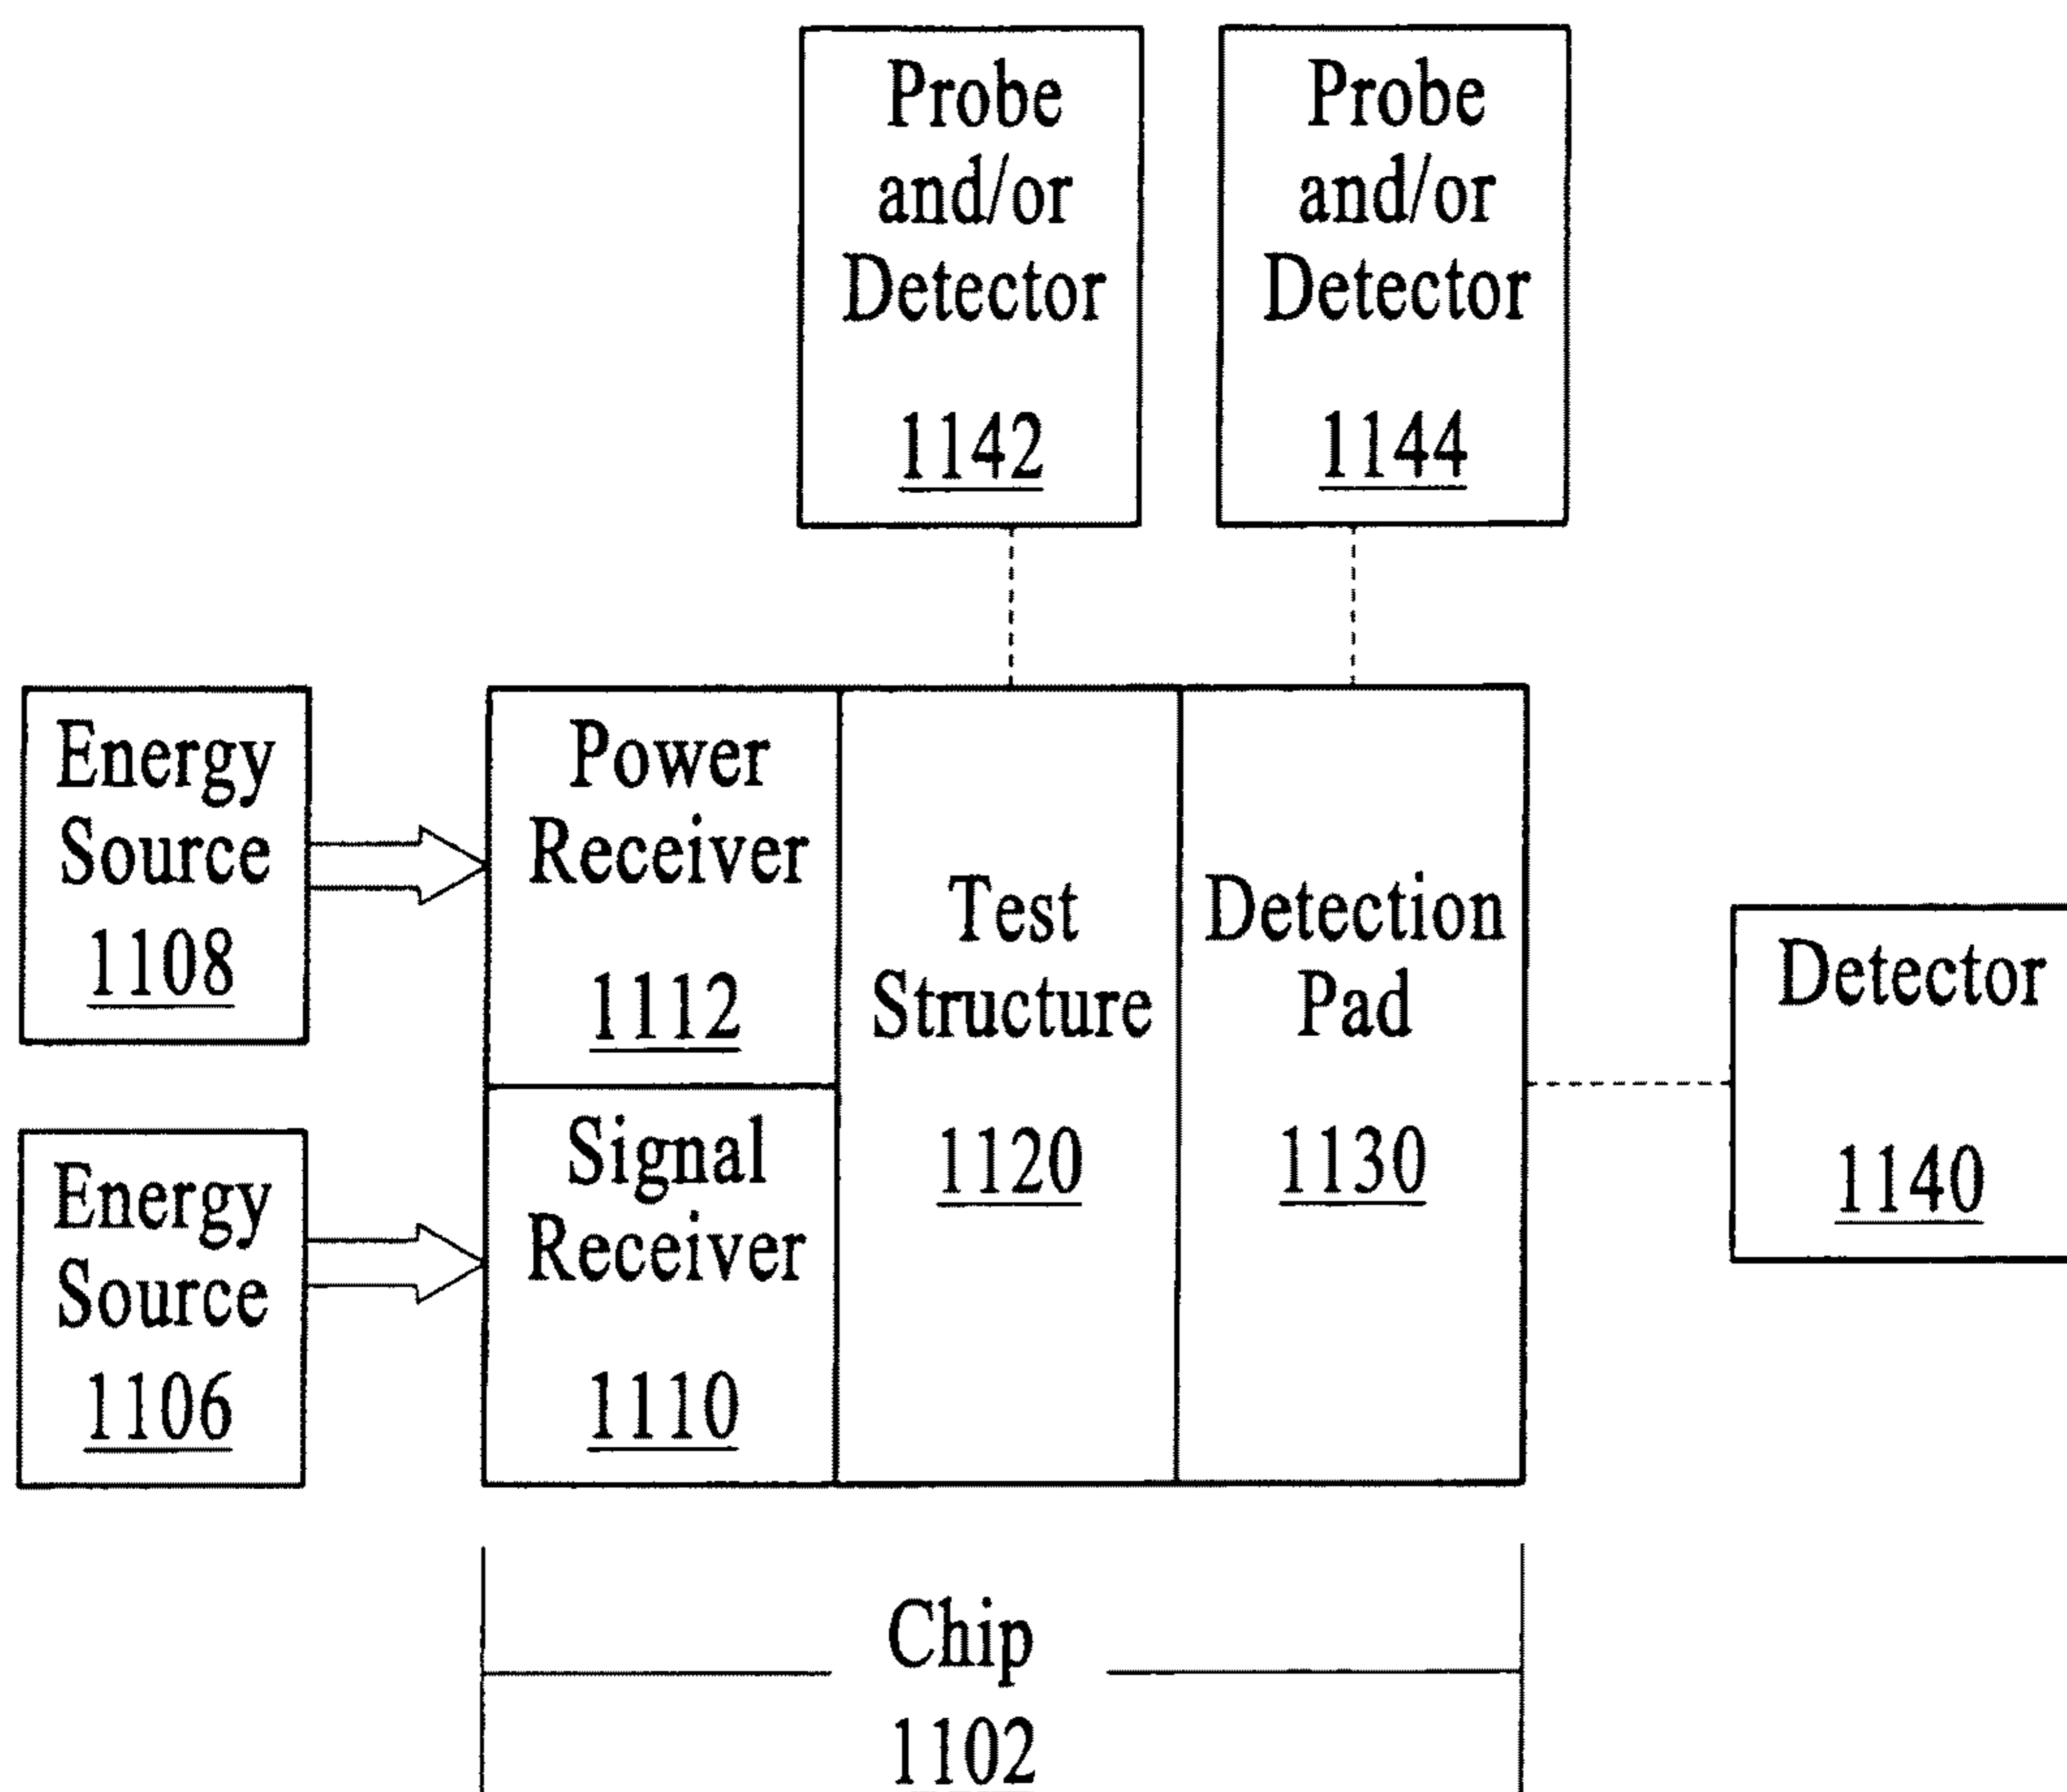 Probe
and/or
Detector
1142
Probe
and/or
Detector
1144
Energy
Source
1108
Power
Receiver
1112
Test
Structure
1120
Detection
Pad
1130
Detector
1140
Energy
Source
1106
Signal
Receiver
1110
Chip
1102